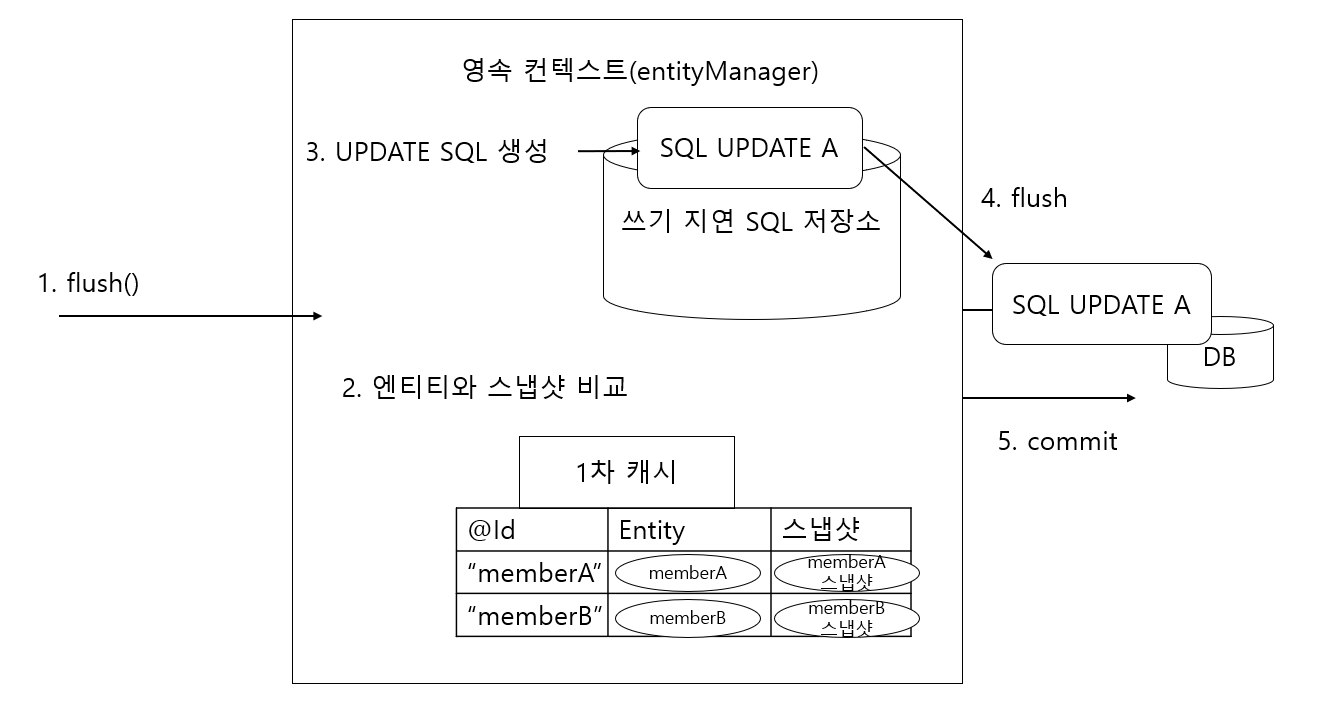 영속 컨텍스트(entityManager)
3. UPDATE SQL 생성
SQL UPDATE A
쓰기 지연 SQL 저장소
4. flush
1. flush()
SQL UPDATE A
DB
2. 엔티티와 스냅샷 비교
5. commit
1차 캐시
@Id Entity 스냅샷
“memberA” memberA memberA
스냅샷
“memberB” memberB memberB
스냅샷